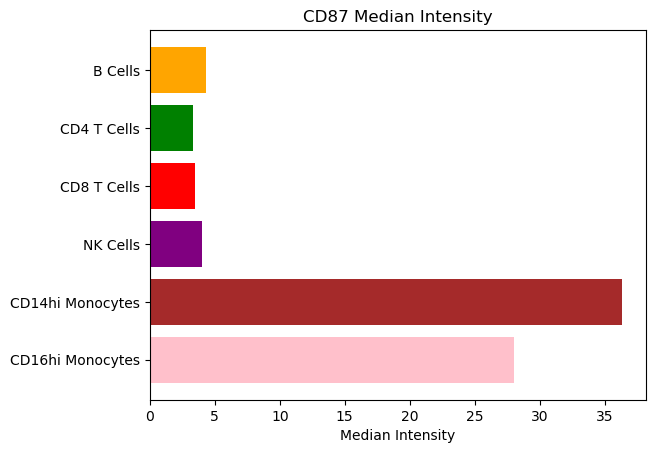 CD87 Median Intensity
B Cells
CD4 T Cells
CD8 T Cells
NK Cells
CD14hi Monocytes
CD16hi Monocytes
0 5 10 15 20 25 30 35
Median Intensity